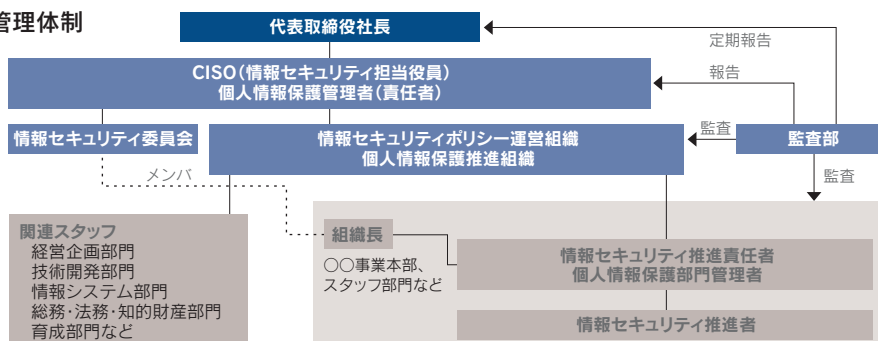 管理体制
代表取締役社長
定期報告
CISO(情報セキュリティ担当役員)
個人情報保護管理者(責任者)
報告
情報セキュリティ委員会
情報セキュリティポリシー運営組織
個人情報保護推進組織
監査
監査部
メンバ
監査
関連スタッフ
経営企画部門
技術開発部門
情報システム部門
総務・法務・知的財産部門
育成部門など
組織長
○○事業本部、
スタッフ部門など
情報セキュリティ推進責任者
個人情報保護部門管理者
情報セキュリティ推進者